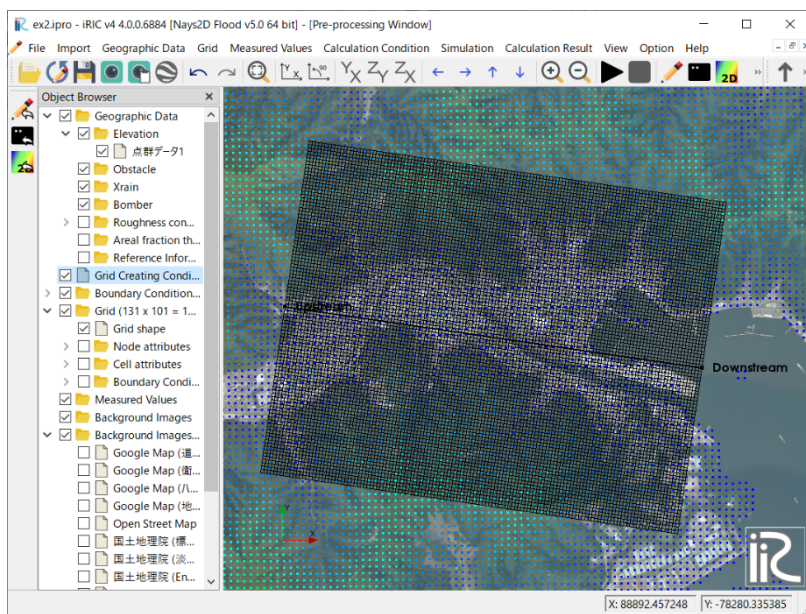 ex2.ipro - iRIC v4 4.0.0.6884 [Nays2D Flood v5.0 64 bit] - [Pre-processing Window]
File Import Geographic Data Grid Measured Values Calculation Condition Simulation Calculation Result View Option Help
Object Browser
Geographic Data
Elevation
点群データ1
Obstacle
Xrain
Bomber
Roughness con...
Areal fraction th...
Reference Infor...
Grid Creating Condi...
Boundary Condition...
Grid (131 x 101 = 1...
Grid shape
Node attributes
Cell attributes
Boundary Condi...
Measured Values
Background Images
Background Images...
Google Map (道...
Google Map (衛...
Google Map (ハ...
Google Map (地...
Open Street Map
国土地理院 (標...
国土地理院 (淡...
国土地理院 (En...
Upstream
Downstream
Y
X
iRIC
X: 88892.457248 Y: -78280.335385